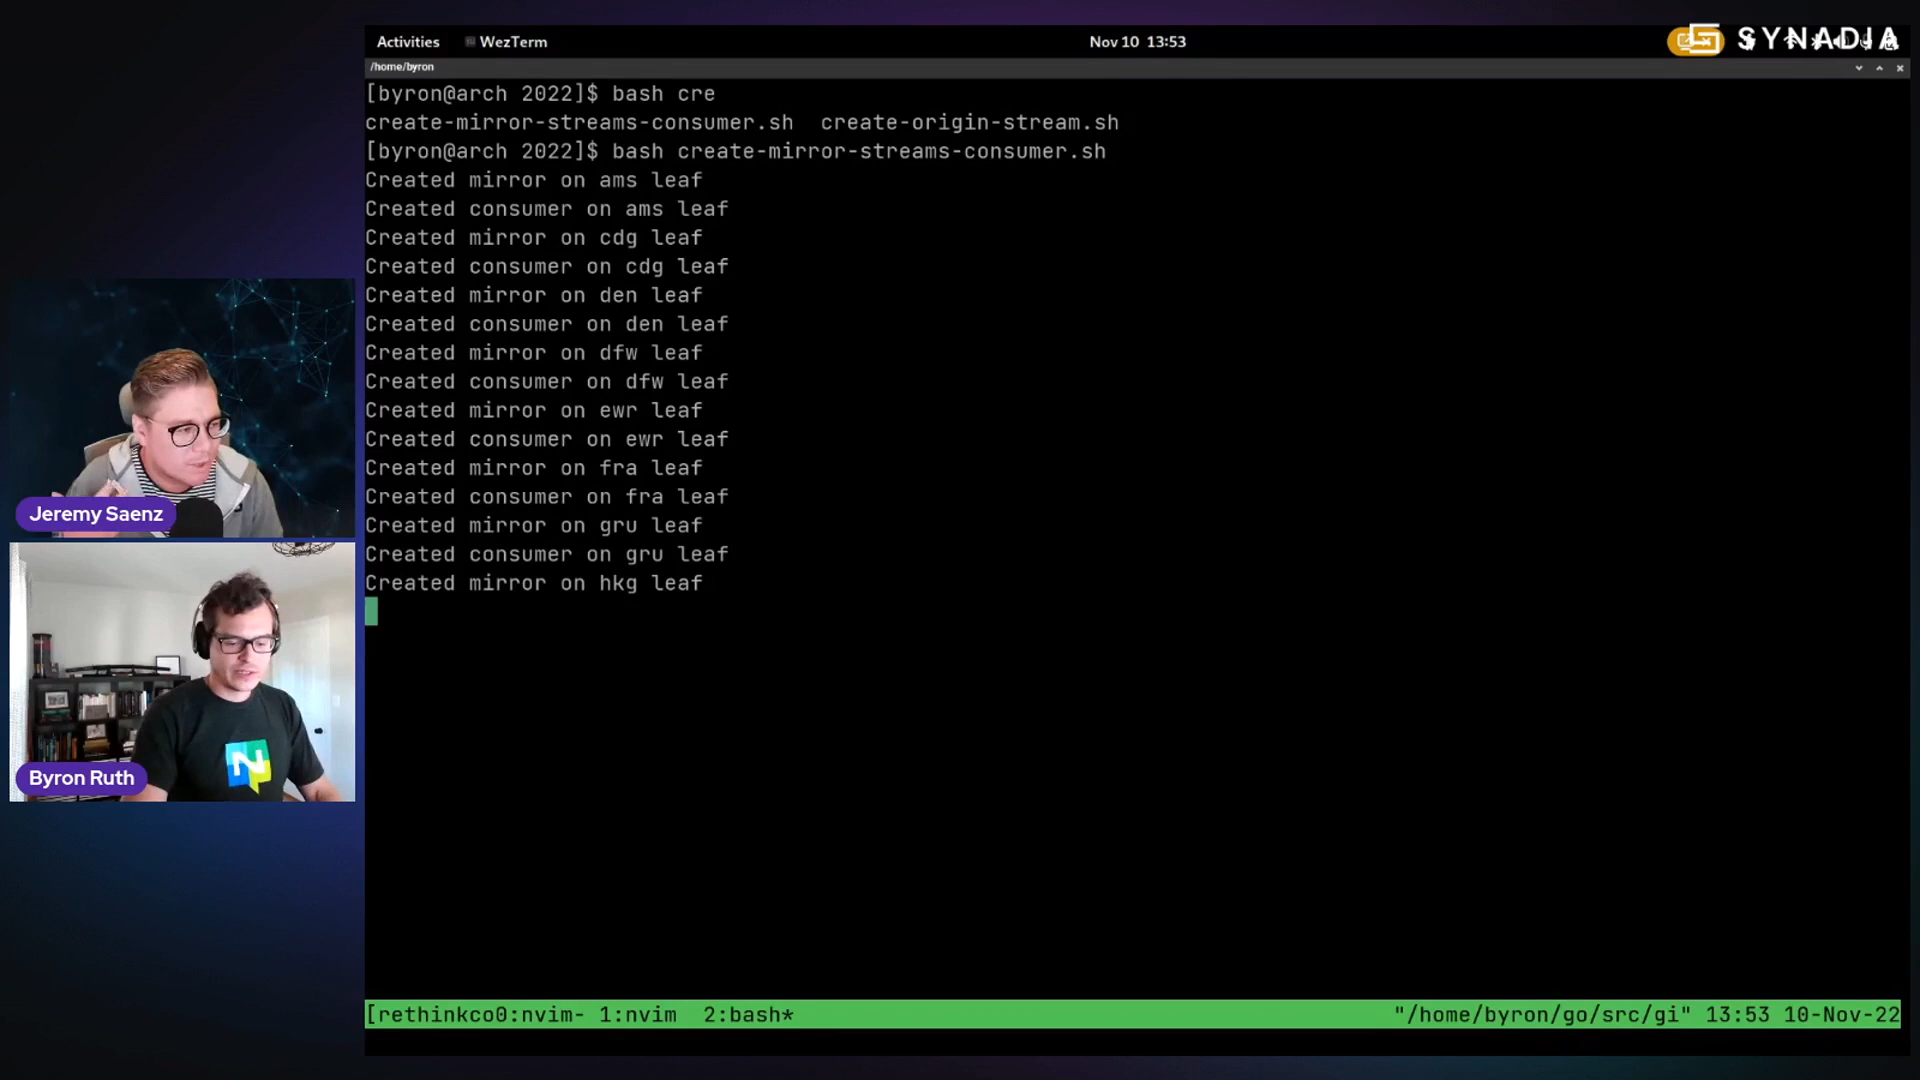 Activities WezTerm Nov 10 13:53
SYNADIA
/home/byron
[byron@arch 2022]$ bash cre
create-mirror-streams-consumer.sh create-origin-stream.sh
[byron@arch 2022]$ bash create-mirror-streams-consumer.sh
Created mirror on ams leaf
Created consumer on ams leaf
Created mirror on cdg leaf
Created consumer on cdg leaf
Created mirror on den leaf
Created consumer on den leaf
Created mirror on dfw leaf
Created consumer on dfw leaf
Created mirror on ewr leaf
Created consumer on ewr leaf
Created mirror on fra leaf
Created consumer on fra leaf
Created mirror on gru leaf
Created consumer on gru leaf
Created mirror on hkg leaf
Jeremy Saenz
N
Byron Ruth
[rethinkco0:nvim- 1:nvim 2:bash* "/home/byron/go/src/gi" 13:53 10-Nov-22